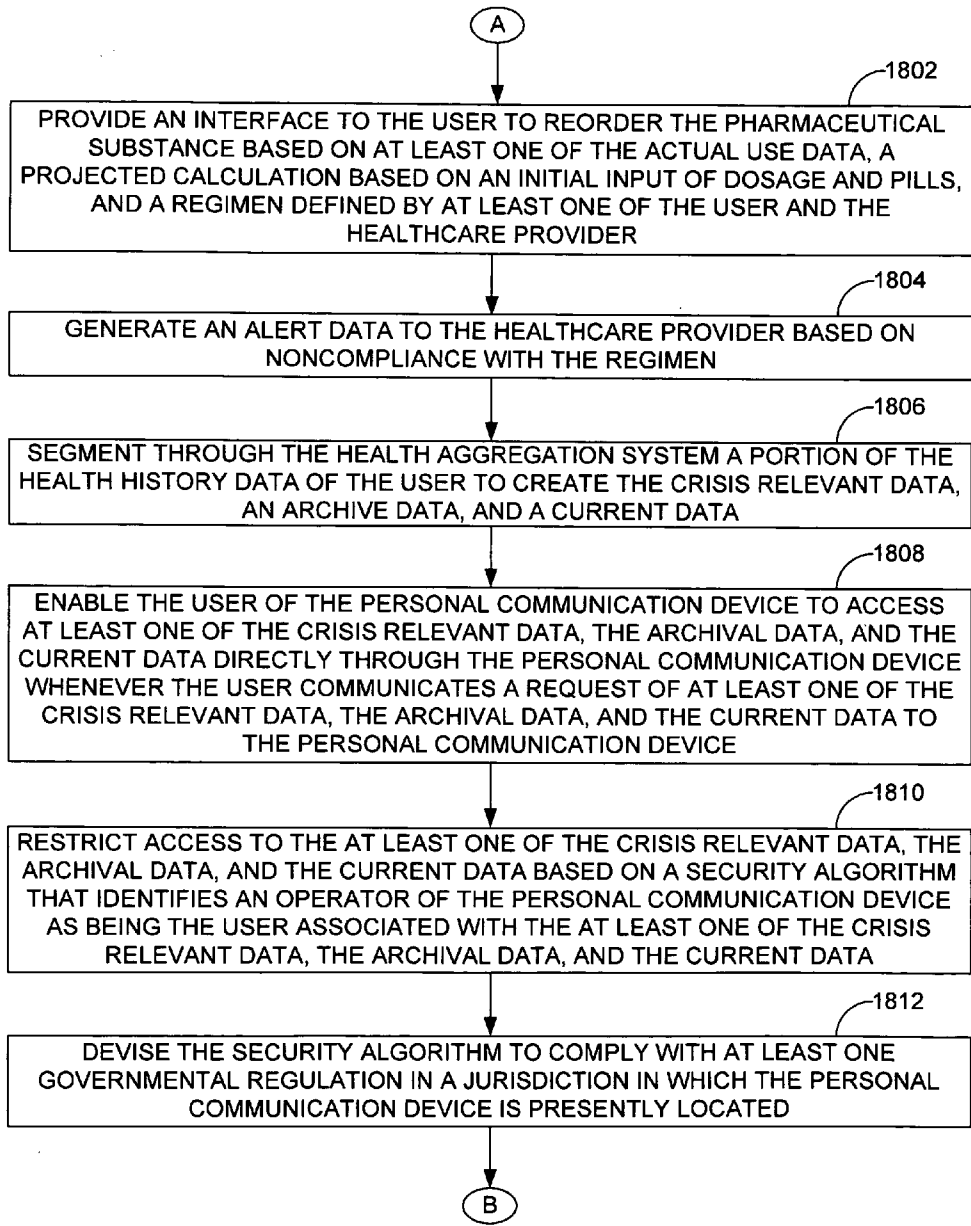 A
1802
PROVIDE AN INTERFACE TO THE USER TO REORDER THE PHARMACEUTICAL
SUBSTANCE BASED ON AT LEAST ONE OF THE ACTUAL USE DATA, A
PROJECTED CALCULATION BASED ON AN INITIAL INPUT OF DOSAGE AND PILLS,
AND A REGIMEN DEFINED BY AT LEAST ONE OF THE USER AND THE
HEALTHCARE PROVIDER
1804
GENERATE AN ALERT DATA TO THE HEALTHCARE PROVIDER BASED ON
NONCOMPLIANCE WITH THE REGIMEN
1806
SEGMENT THROUGH THE HEALTH AGGREGATION SYSTEM A PORTION OF THE
HEALTH HISTORY DATA OF THE USER TO CREATE THE CRISIS RELEVANT DATA,
AN ARCHIVE DATA, AND A CURRENT DATA
1808
ENABLE THE USER OF THE PERSONAL COMMUNICATION DEVICE TO ACCESS
AT LEAST ONE OF THE CRISIS RELEVANT DATA, THE ARCHIVAL DATA, AND THE
CURRENT DATA DIRECTLY THROUGH THE PERSONAL COMMUNICATION DEVICE
WHENEVER THE USER COMMUNICATES A REQUEST OF AT LEAST ONE OF THE
CRISIS RELEVANT DATA, THE ARCHIVAL DATA, AND THE CURRENT DATA TO
THE PERSONAL COMMUNICATION DEVICE
1810
RESTRICT ACCESS TO THE AT LEAST ONE OF THE CRISIS RELEVANT DATA, THE
ARCHIVAL DATA, AND THE CURRENT DATA BASED ON A SECURITY ALGORITHM
THAT IDENTIFIES AN OPERATOR OF THE PERSONAL COMMUNICATION DEVICE
AS BEING THE USER ASSOCIATED WITH THE AT LEAST ONE OF THE CRISIS
RELEVANT DATA, THE ARCHIVAL DATA, AND THE CURRENT DATA
1812
DEVISE THE SECURITY ALGORITHM TO COMPLY WITH AT LEAST ONE
GOVERNMENTAL REGULATION IN A JURISDICTION IN WHICH THE PERSONAL
COMMUNICATION DEVICE IS PRESENTLY LOCATED
B